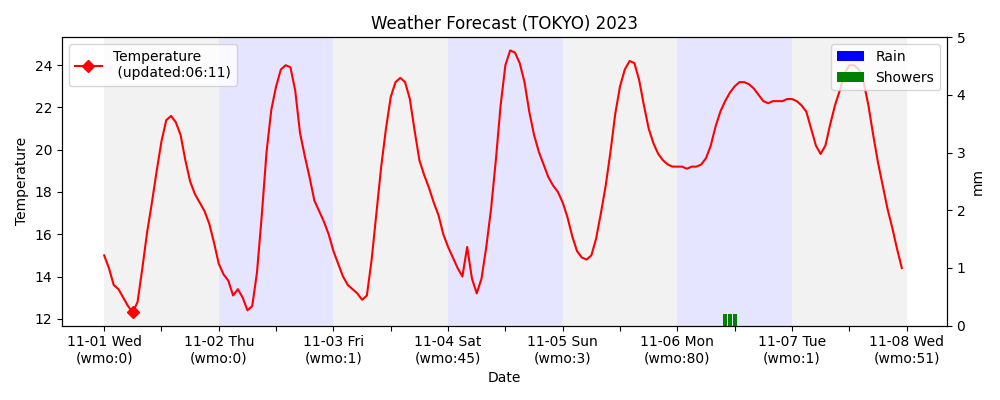 Weather Forecast (TOKYO) 2023
Temperature
(updated:06:11)
Rain
Showers
Temperature
24
22
20
18
16
14
12
5
4
3
2
1
0
mm
11-01 Wed
(wmo:0)
11-02 Thu
(wmo:0)
11-03 Fri
(wmo:1)
11-04 Sat
(wmo:45)
11-05 Sun
(wmo:3)
11-06 Mon
(wmo:80)
11-07 Tue
(wmo:1)
11-08 Wed
(wmo:51)
Date